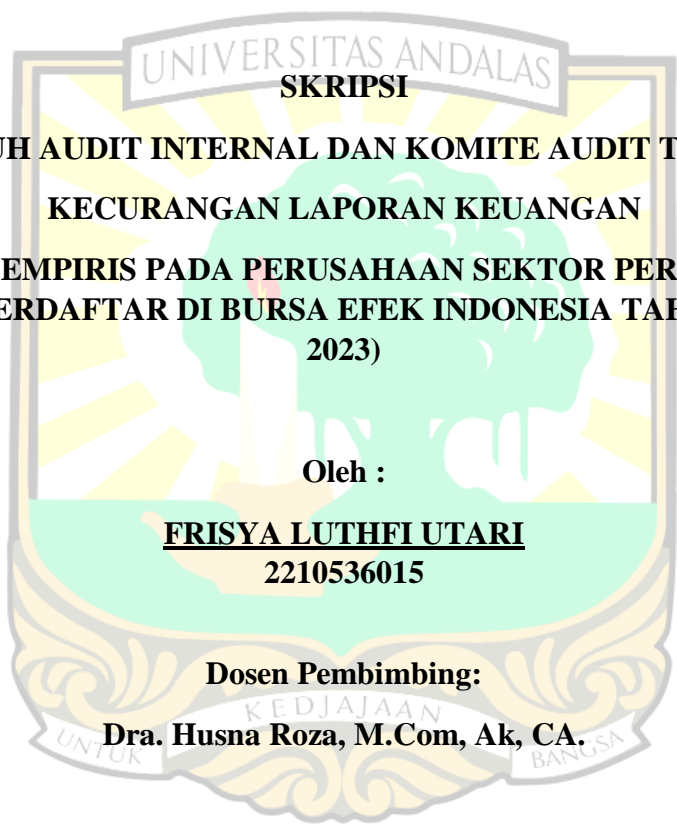 UNIVERSITAS ANDALAS
SKRIPSI
UH AUDIT INTERNAL DAN KOMITE AUDIT T
KECURANGAN LAPORAN KEUANGAN
EMPIRIS PADA PERUSAHAAN SEKTOR PER
ERDAFTAR DI BURSA EFEK INDONESIA TAH
2023)
Oleh :
FRISYA LUTHFI UTARI
2210536015
Dosen Pembimbing:
KEDJAJAAN
Dra. Husna Roza, M.Com, Ak, CA.
UNTUK BANGSA